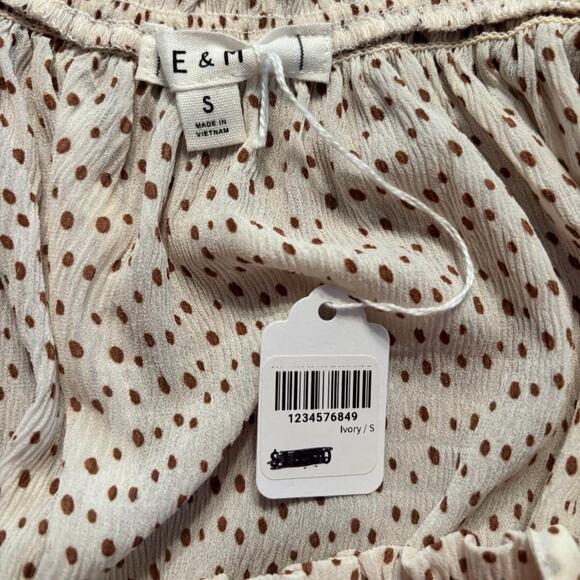 E & M
S
MADE IN
VIETNAM
1234576849
Ivory / S